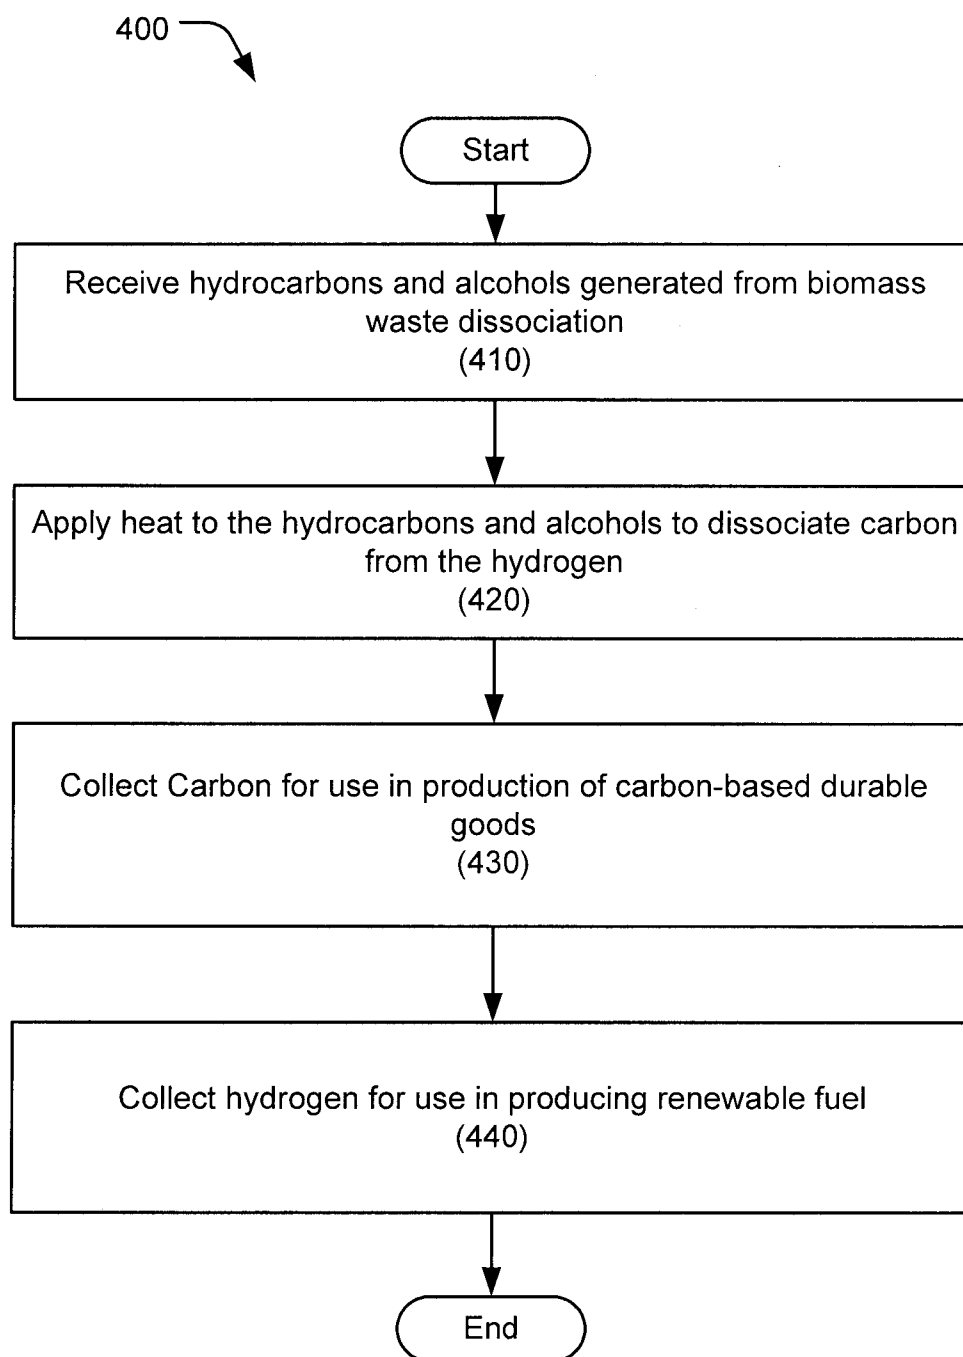 400
Start
Receive hydrocarbons and alcohols generated from biomass
waste dissociation
(410)
Apply heat to the hydrocarbons and alcohols to dissociate carbon
from the hydrogen
(420)
Collect Carbon for use in production of carbon-based durable
goods
(430)
Collect hydrogen for use in producing renewable fuel
(440)
End